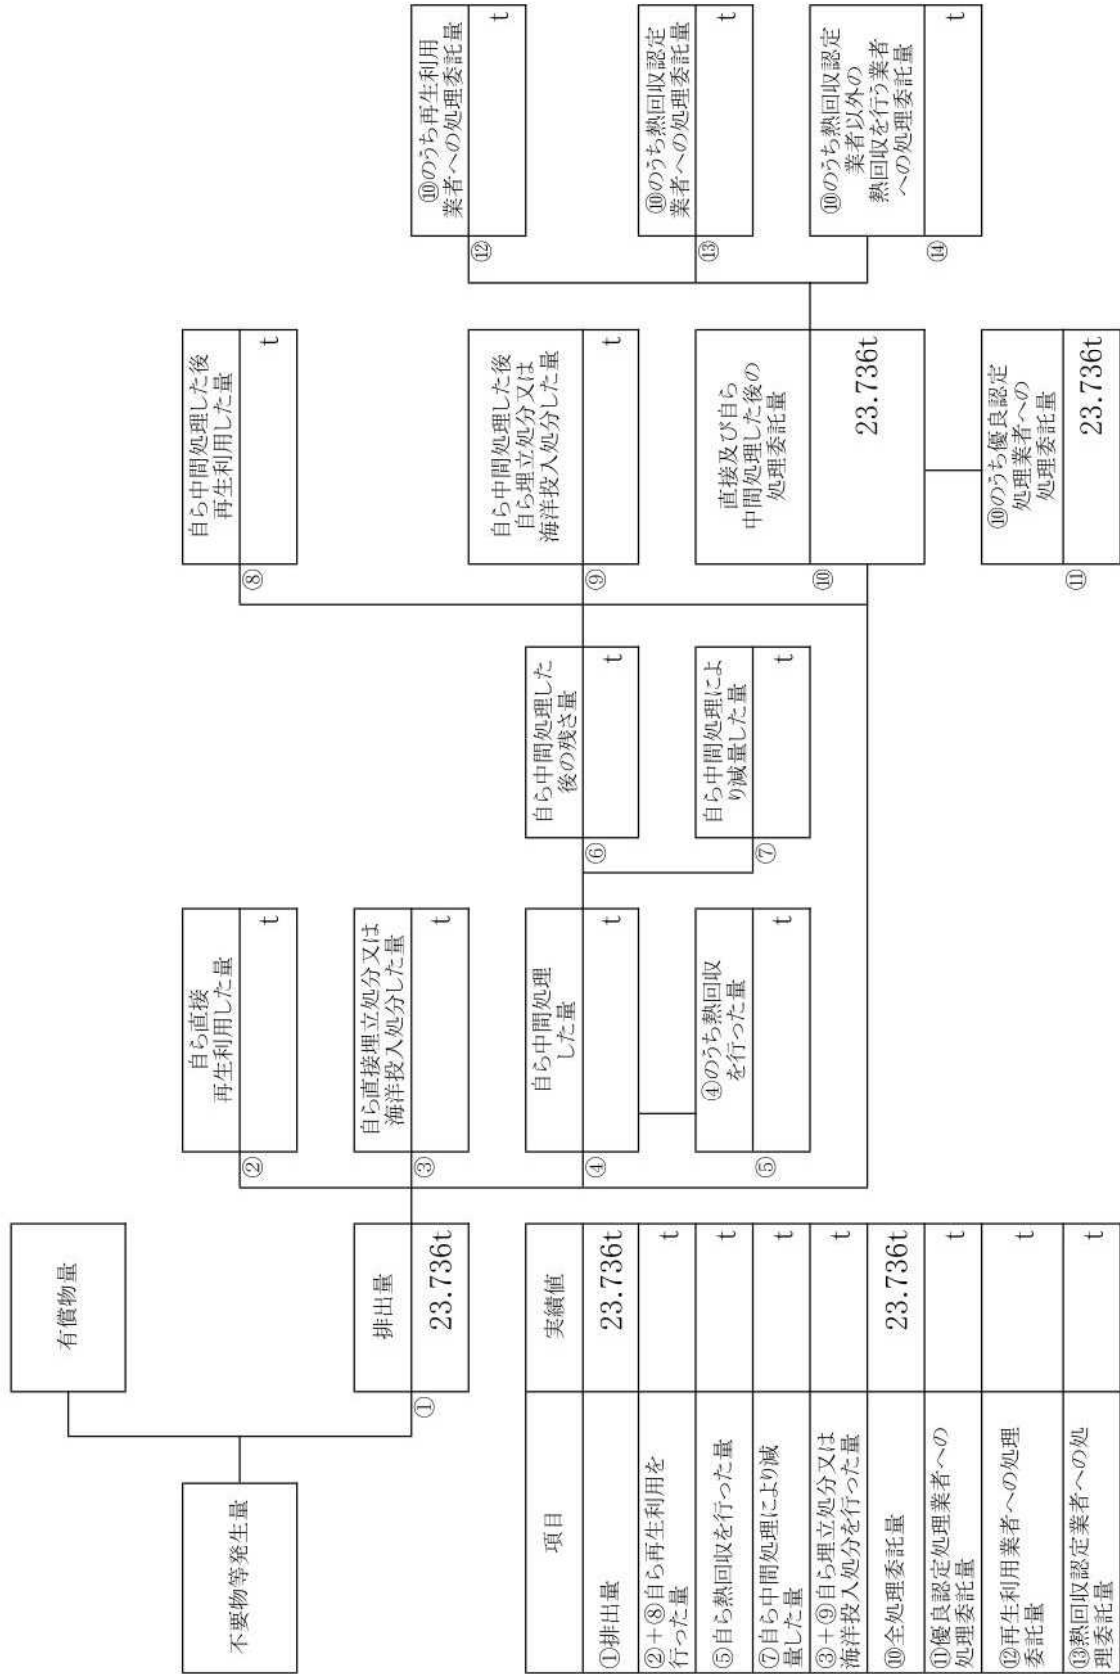 有償物量
不要物等発生量
排出量
①
23.736t
自ら直接
再生利用した量
②
t
自ら直接埋立処分又は
海洋投入処分した量
③
t
自ら中間処理
した量
④
t
④のうち熱回収
を行った量
⑤
t
自ら中間処理した
後の残さ量
⑥
t
自ら中間処理によ
り減量した量
⑦
t
自ら中間処理した後
再生利用した量
⑧
t
自ら中間処理した後
自ら埋立処分又は
海洋投入処分した量
⑨
t
直接及び自ら
中間処理した後の
処理委託量
⑩
23.736t
⑩のうち優良認定
処理業者への
処理委託量
⑪
23.736t
⑩のうち再生利用
業者への処理委託量
⑫
t
⑩のうち熱回収認定
業者への処理委託量
⑬
t
⑩のうち熱回収認定
業者以外の
熱回収を行う業者
への処理委託量
⑭
t
項目
実績値
①排出量
23.736t
②+⑧自ら再生利用を
行った量
t
⑤自ら熱回収を行った量
t
⑦自ら中間処理により減
量した量
t
③+⑨自ら埋立処分又は
海洋投入処分を行った量
t
⑩全処理委託量
23.736t
⑪優良認定処理業者への
処理委託量
t
⑫再生利用業者への処理
委託量
t
⑬熱回収認定業者への処
理委託量
t